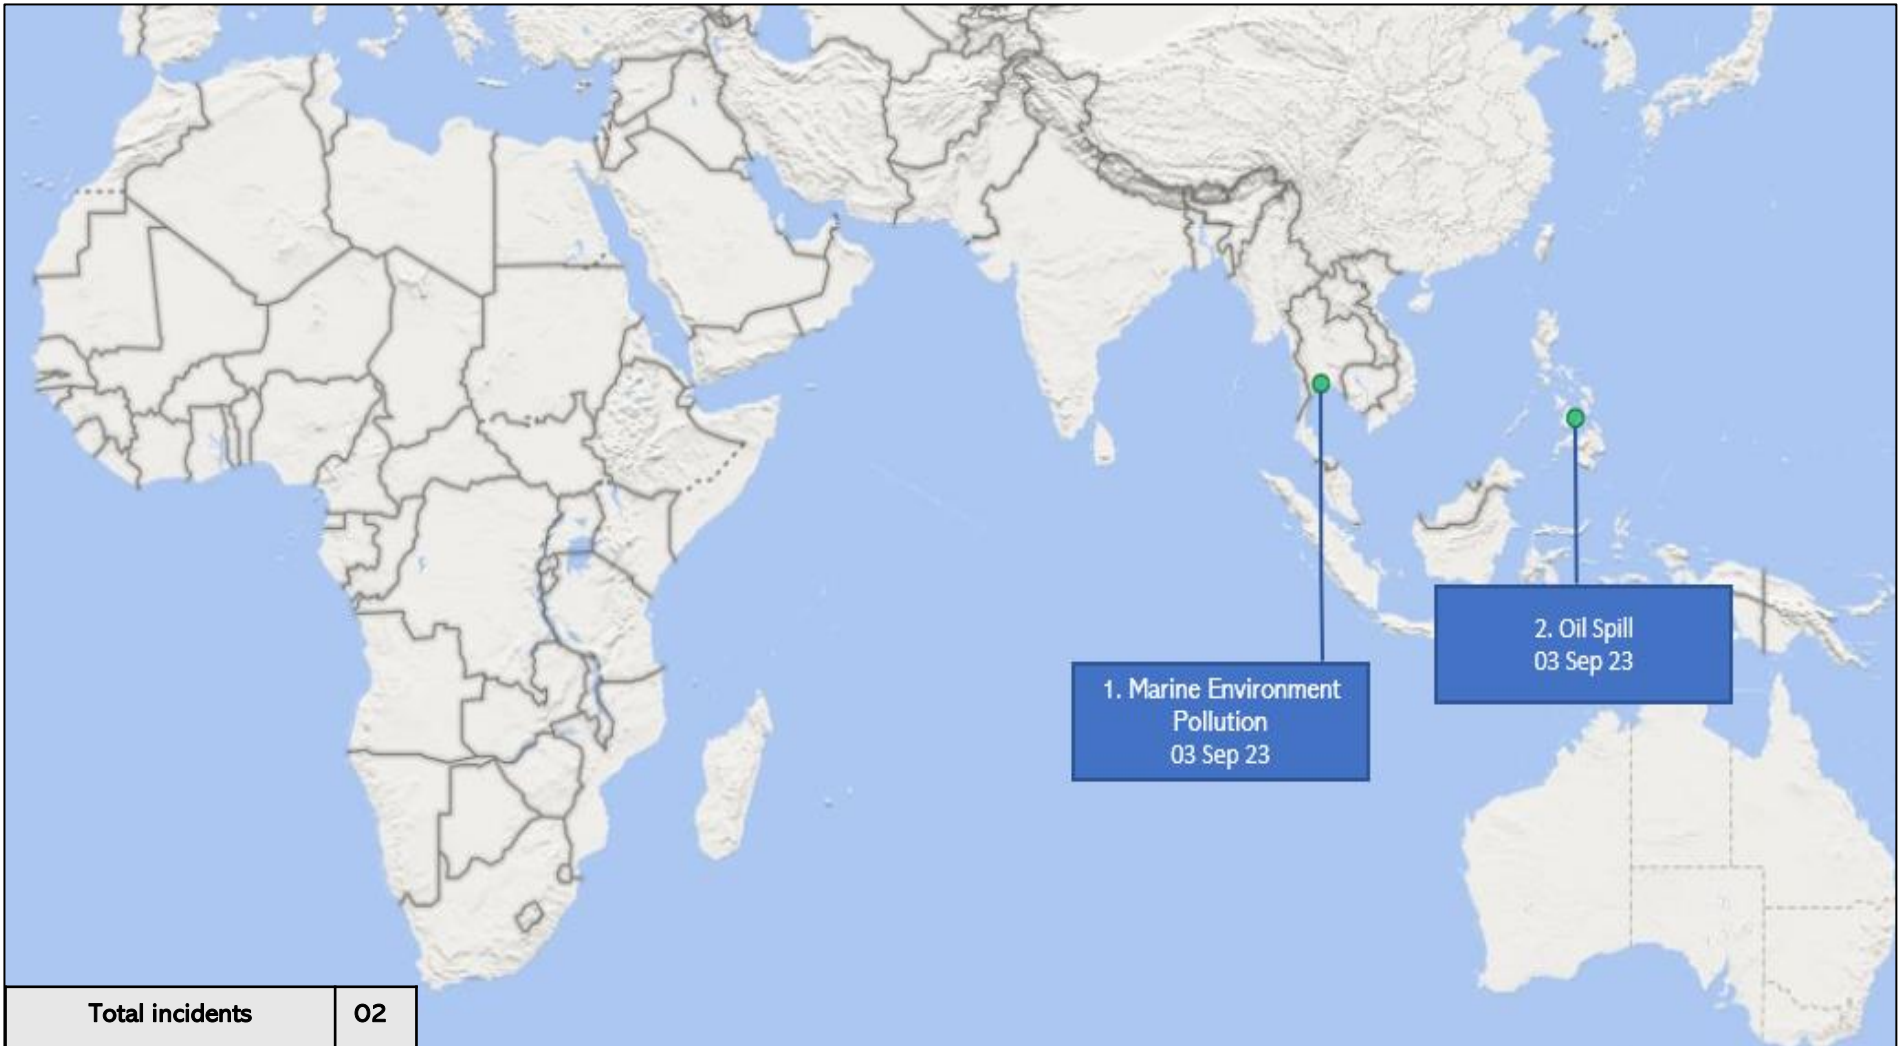 1. Marine Environment
Pollution
03 Sep 23
2. Oil Spill
03 Sep 23
Total incidents 02